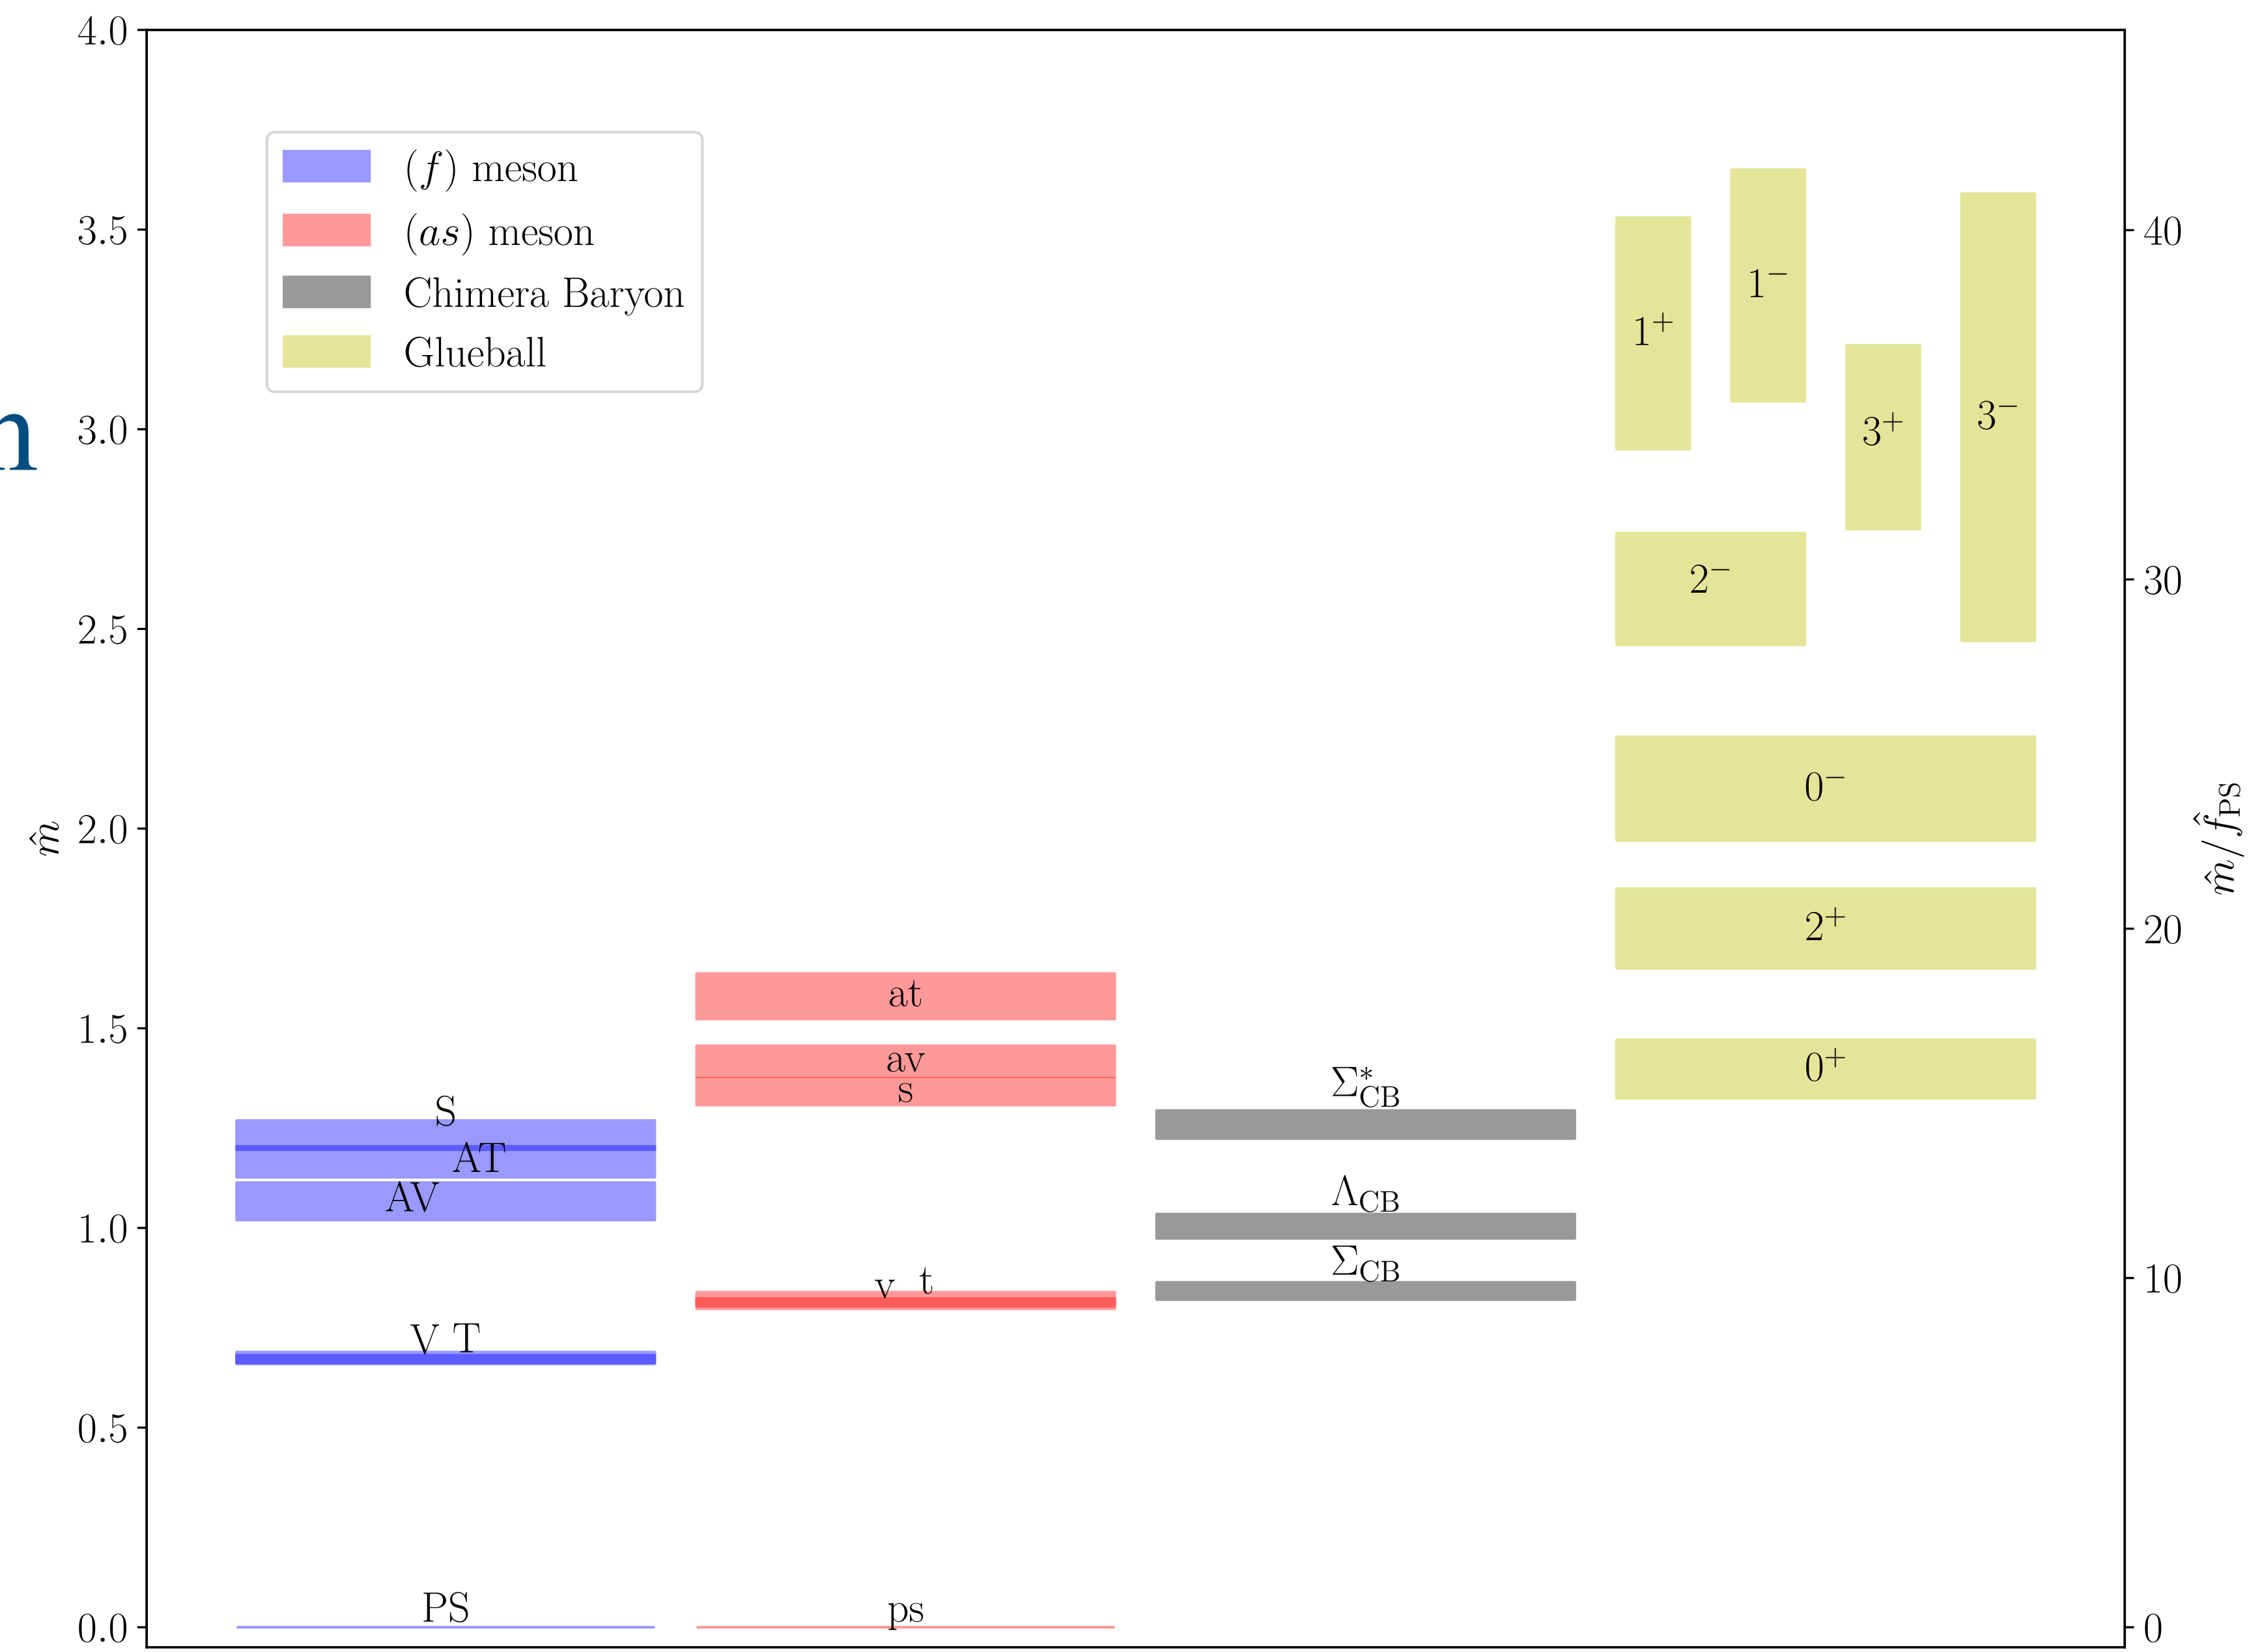 4.0
3.5
3.0
2.5
2.0
1.5
1.0
0.5
0.0
m̂
n
(f) meson
(as) meson
Chimera Baryon
Glueball
S
AT
AV
V T
PS
at
av
s
v t
ps
Σ*CB
ΛCB
ΣCB
1⁺
1⁻
3⁺
3⁻
2⁻
0⁻
2⁺
0⁺
40
30
20
10
0
m̂/f̂PS